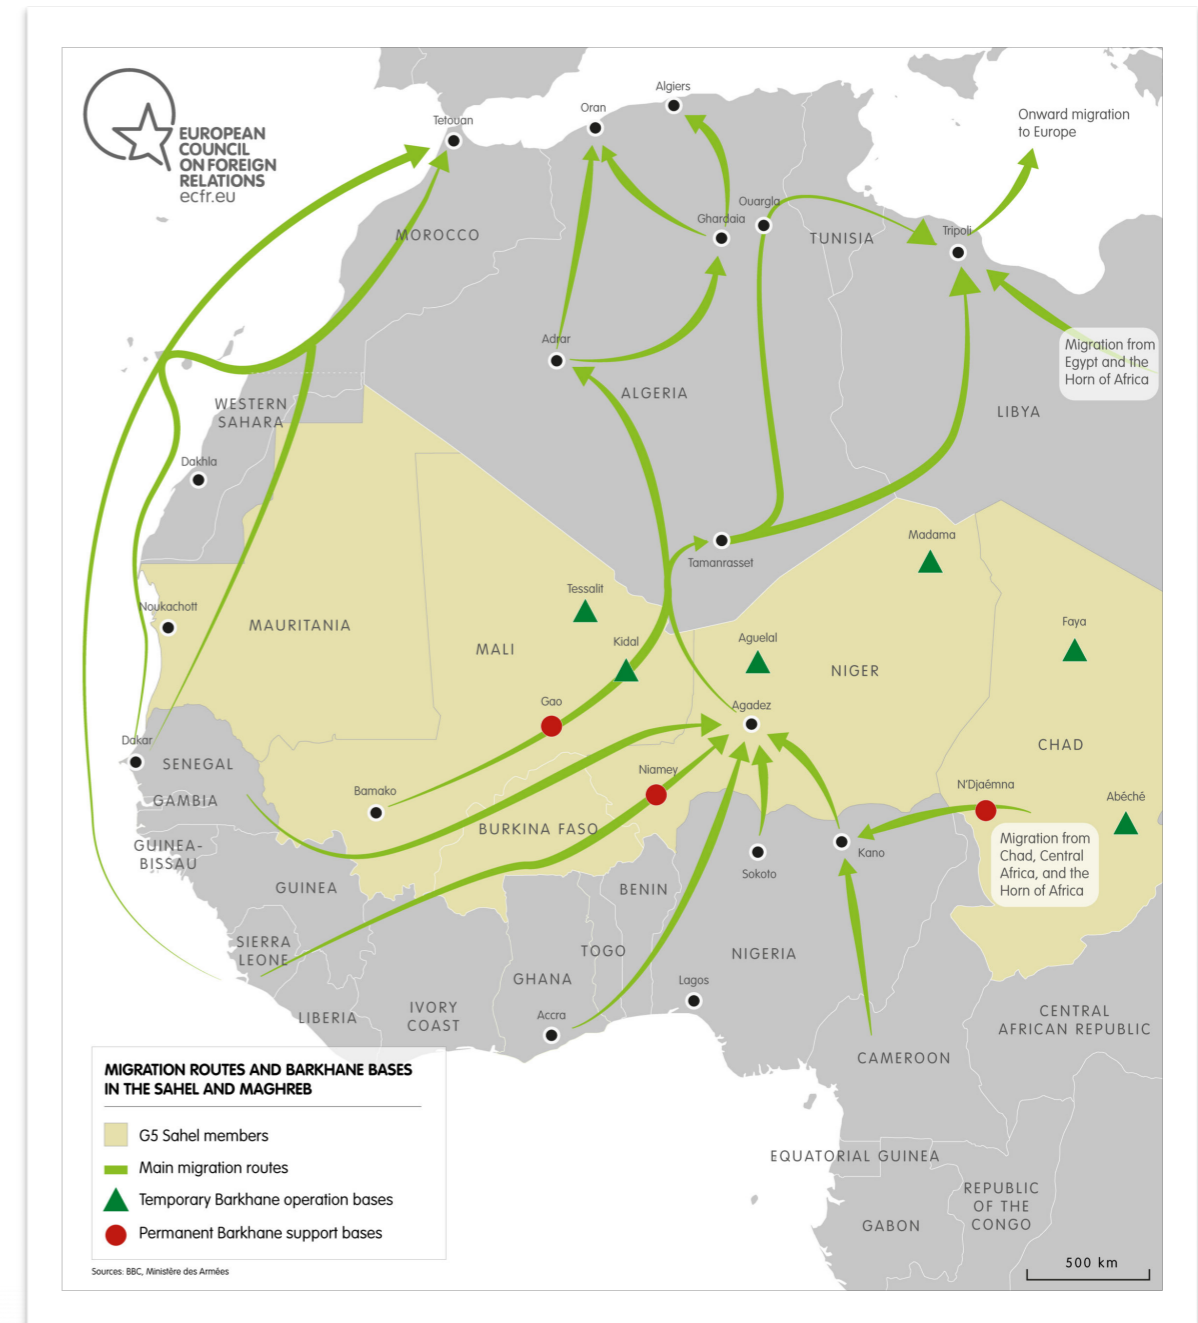 EUROPEAN
COUNCIL
ON FOREIGN
RELATIONS
ecfr.eu
Algiers
Oran
Tetouan
Onward migration
to Europe
Ouargla
Ghardaia
MOROCCO
TUNISIA
Tripoli
Adrar
Migration from
Egypt and the
Horn of Africa
ALGERIA
LIBYA
WESTERN
SAHARA
Dakhla
Madama
Tamanrasset
Tessalit
Noukachott
MAURITANIA
Faya
Kidal
Aguelal
MALI
NIGER
Gao
Agadez
Dakar
CHAD
SENEGAL
Niamey
N'Djaémna
Bamako
Abéché
GAMBIA
BURKINA FASO
Migration from
Chad, Central
Africa, and the
Horn of Africa
GUINEA-
BISSAU
Kano
Sokoto
GUINEA
BENIN
SIERRA
LEONE
TOGO
NIGERIA
GHANA
Lagos
LIBERIA
IVORY
COAST
Accra
CENTRAL
AFRICAN REPUBLIC
CAMEROON
MIGRATION ROUTES AND BARKHANE BASES
IN THE SAHEL AND MAGHREB
G5 Sahel members
Main migration routes
Temporary Barkhane operation bases
Permanent Barkhane support bases
Sources: BBC, Ministère des Armées
EQUATORIAL GUINEA
REPUBLIC
OF THE
CONGO
GABON
500 km